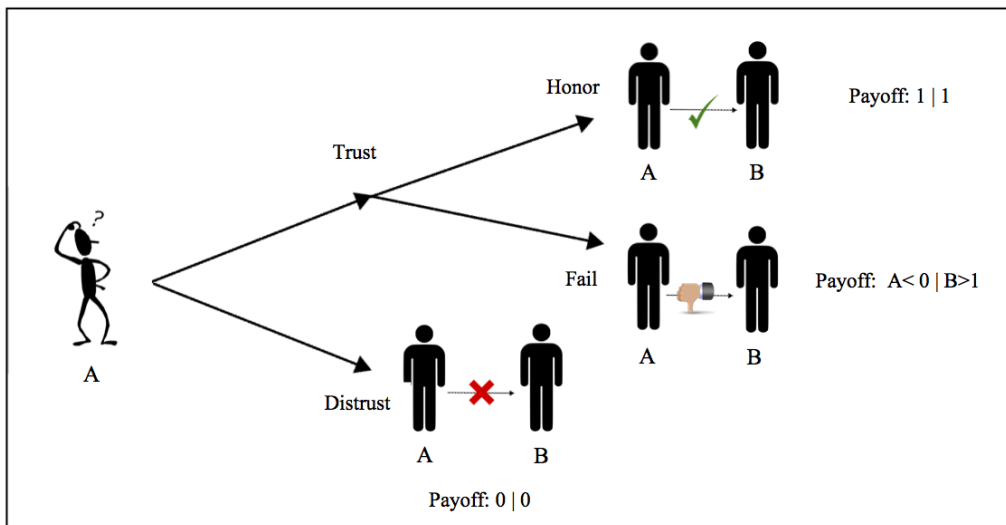 Honor
Payoff: 1 | 1
Trust
A
B
?
Fail
Payoff: A< 0 | B>1
A
B
A
Distrust
A
B
Payoff: 0 | 0